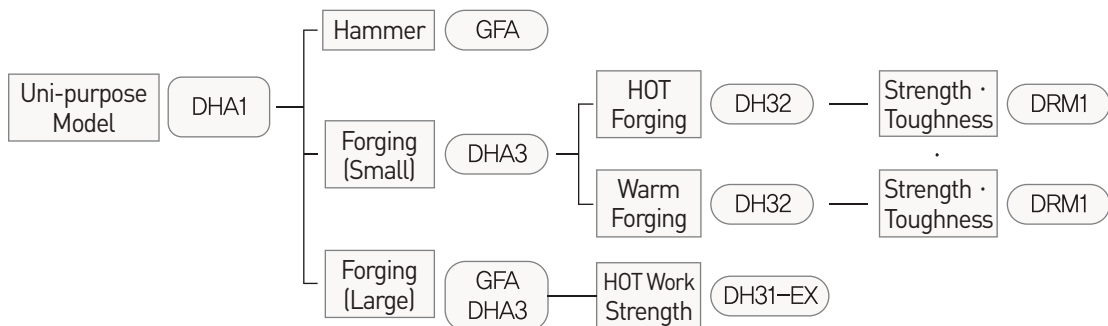 Uni-purpose
Model
DHA1
Hammer
GFA
Forging
(Small)
DHA3
HOT
Forging
DH32
Strength ·
Toughness
DRM1
·
Warm
Forging
DH32
Strength ·
Toughness
DRM1
Forging
(Large)
GFA
DHA3
HOT Work
Strength
DH31-EX